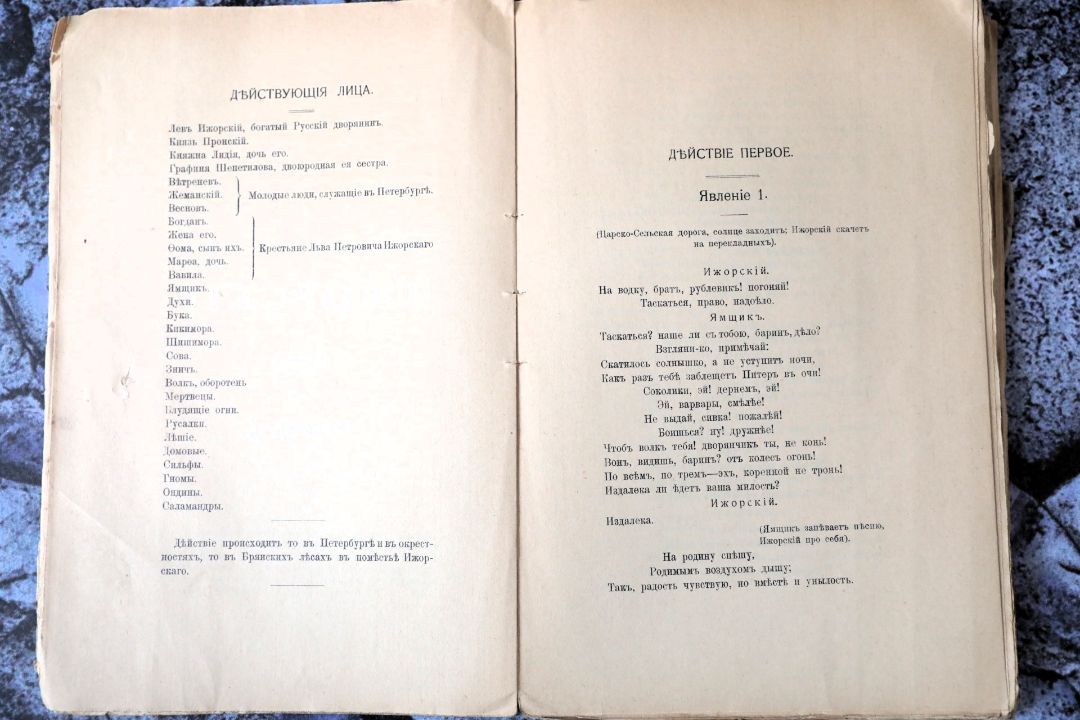 ДѢЙСТВУЮЩІЯ ЛИЦА.
Левъ Ижорскій, богатый Русскій дворянинъ.
Князь Пронскій.
Княжна Лидія, дочь его.
Графиня Шепетилова, двоюродная ея сестра.
Вѣтреневъ.
Жеманскій.
Весновъ.
Молодые люди, служащіе въ Петербургѣ.
Богданъ.
Жена его.
Ѳома, сынъ ихъ.
Марѳа, дочь.
Вавила.
Крестьяне Льва Петровича Ижорскаго
Ямщикъ.
Духи.
Бука.
Кикимора.
Шишимора.
Сова.
Зничъ.
Волкъ, оборотень
Мертвецы.
Блудящіе огни.
Русалки.
Лѣшіе.
Домовые.
Сильфы.
Гномы.
Ондины.
Саламандры.
Дѣйствіе происходитъ то въ Петербургѣ и въ окрест-
ностяхъ, то въ Брянскихъ лѣсахъ въ помѣстьѣ Ижор-
скаго.
ДѢЙСТВІЕ ПЕРВОЕ.
Явленіе 1.
(Царско-Сельская дорога, солнце заходитъ; Ижорскій скачетъ
на перекладныхъ).
Ижорскій.
На водку, братъ, рублевикъ! погоняй!
Таскаться, право, надоѣло.
Ямщикъ.
Таскаться? наше ли съ тобою, баринъ, дѣло?
Взгляни-ко, примѣчай:
Скатилось солнышко, а не уступитъ ночи,
Какъ разъ тебѣ заблещетъ Питеръ въ очи!
Соколики, эй! дернемъ, эй!
Эй, варвары, смѣлѣе!
Не выдай, сивка! пожалѣй!
Боишься? ну! дружнѣе!
Чтобъ волкъ тебя! дворянчикъ ты, не конь!
Вонъ, видишь, баринъ? отъ колесъ огонь!
По всѣмъ, по тремъ—эхъ, коренной не тронь!
Издалека ли ѣдетъ ваша милость?
Ижорскій.
Издалека.
(Ямщикъ запѣваетъ пѣсню,
Ижорскій про себя).
На родину спѣшу,
Родимымъ воздухомъ дышу;
Такъ, радость чувствую, но вмѣстѣ и унылость.